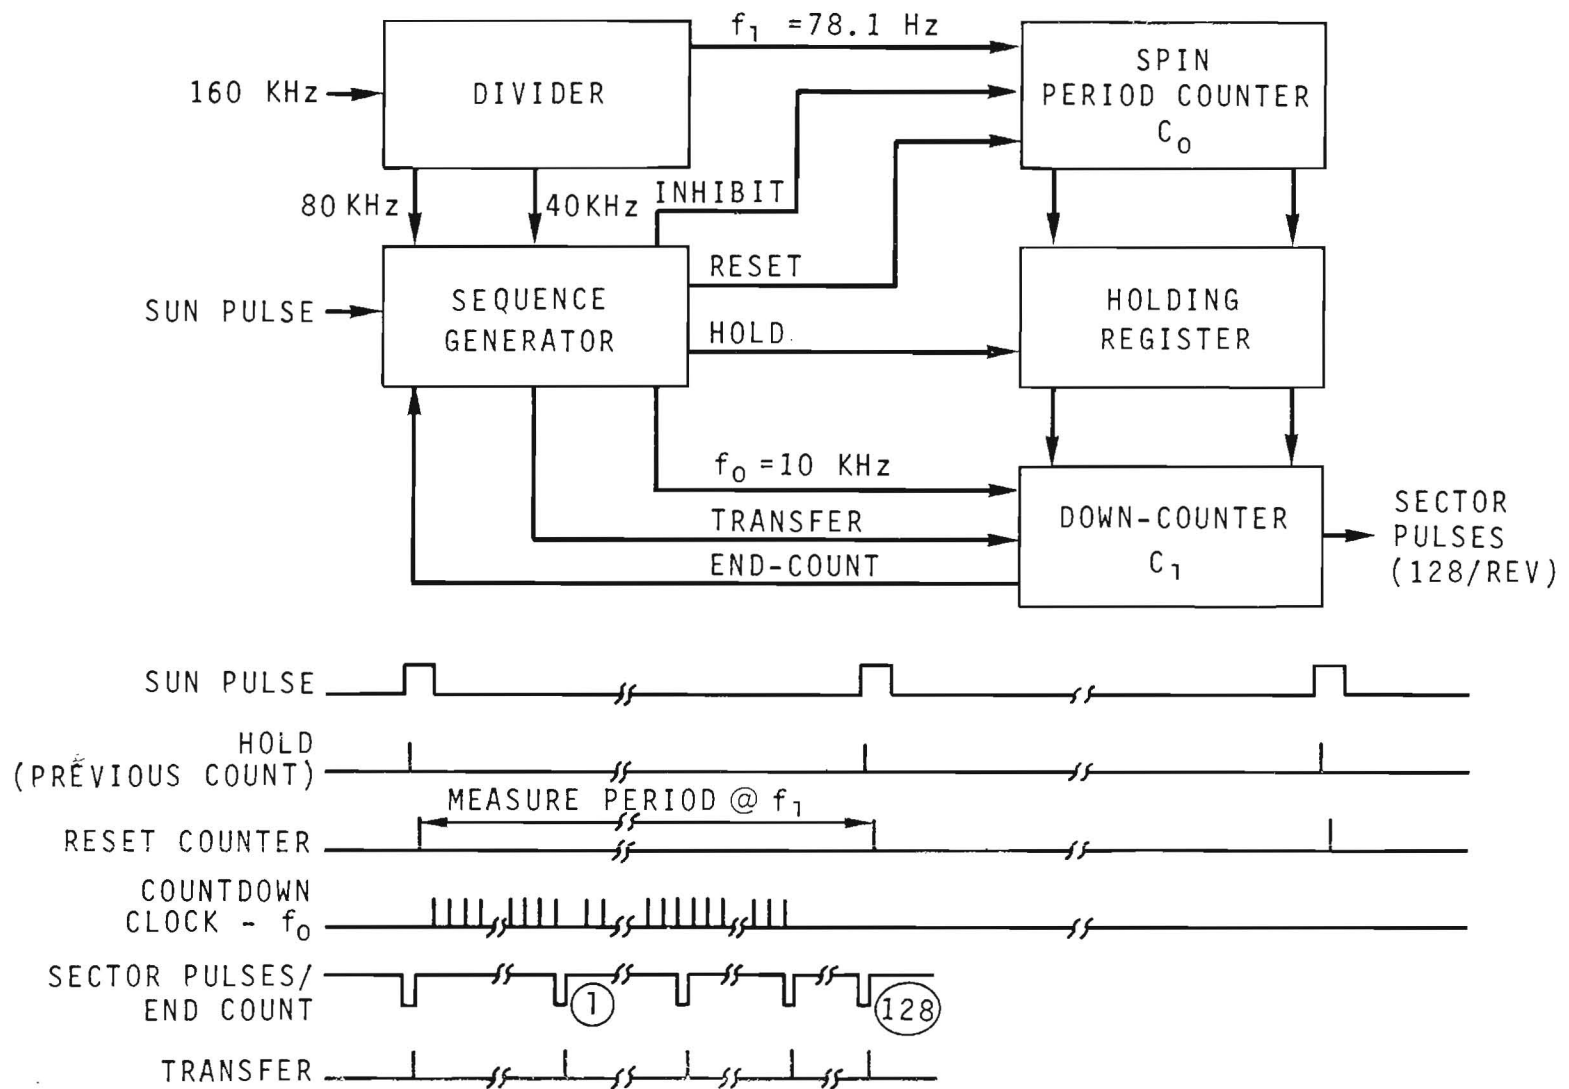 f1 =78.1 Hz
160 KHz
DIVIDER
SPIN
PERIOD COUNTER
C0
80 KHz
40KHz
INHIBIT
RESET
SUN PULSE
SEQUENCE
GENERATOR
HOLD
HOLDING
REGISTER
f0 =10 KHz
TRANSFER
END-COUNT
DOWN-COUNTER
C1
SECTOR
PULSES
(128/REV)
SUN PULSE
HOLD
(PREVIOUS COUNT)
MEASURE PERIOD @ f1
RESET COUNTER
COUNTDOWN
CLOCK - f0
SECTOR PULSES/
END COUNT
1
128
TRANSFER